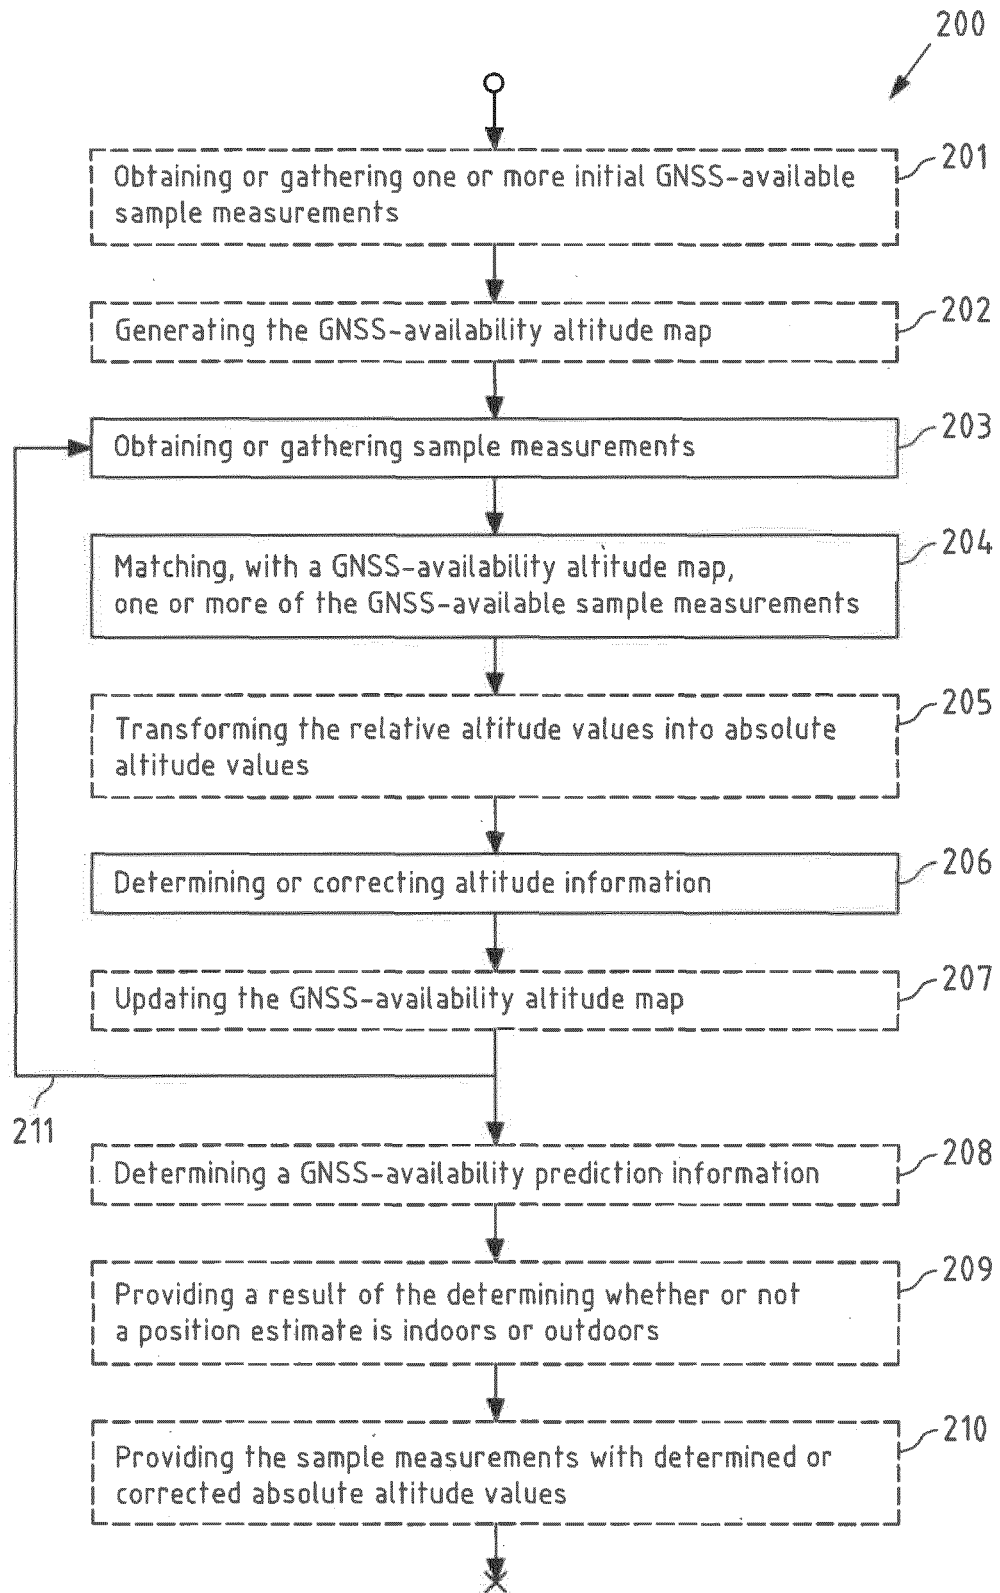 200
Obtaining or gathering one or more initial GNSS-available
sample measurements
201
Generating the GNSS-availability altitude map
202
Obtaining or gathering sample measurements
203
Matching, with a GNSS-availability altitude map,
one or more of the GNSS-available sample measurements
204
Transforming the relative altitude values into absolute
altitude values
205
Determining or correcting altitude information
206
Updating the GNSS-availability altitude map
207
211
Determining a GNSS-availability prediction information
208
Providing a result of the determining whether or not
a position estimate is indoors or outdoors
209
Providing the sample measurements with determined or
corrected absolute altitude values
210